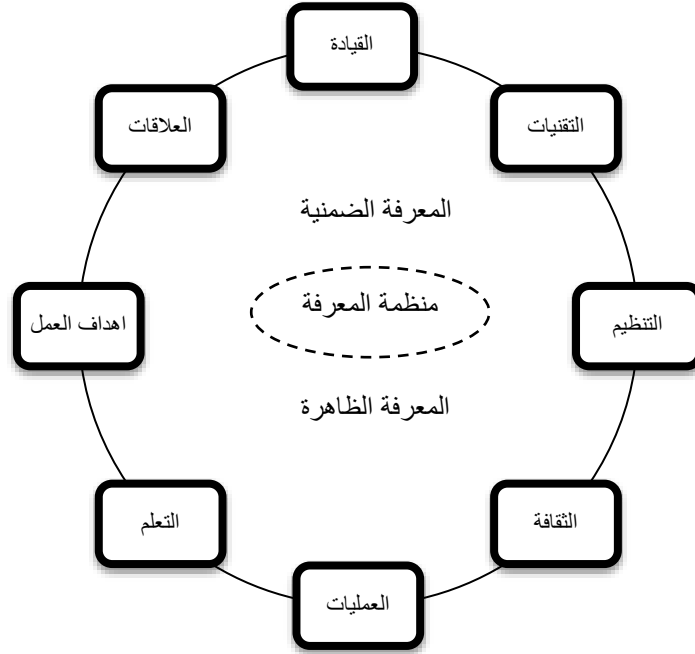 القيادة
التقنيات
العلاقات
المعرفة الضمنية
منظمة المعرفة
التنظيم
اهداف العمل
المعرفة الظاهرة
الثقافة
التعلم
العمليات